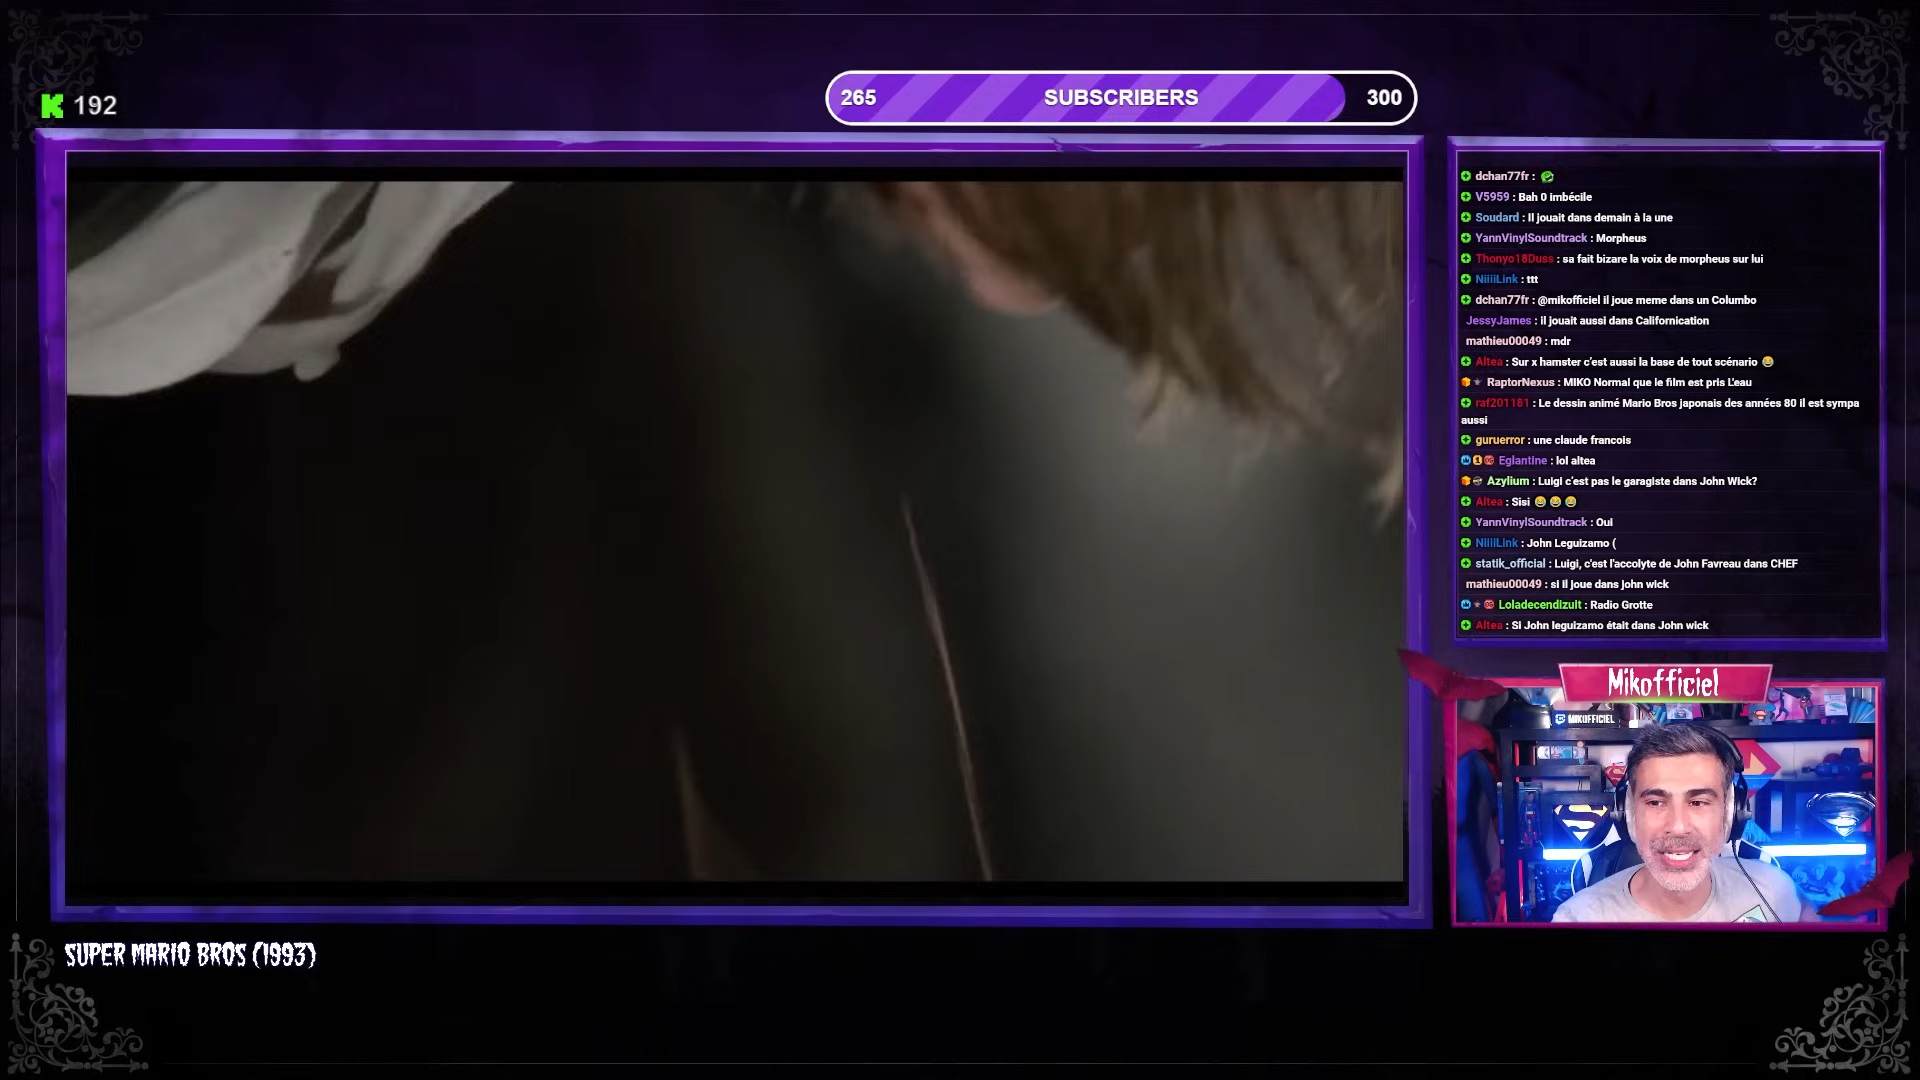 192
265 SUBSCRIBERS 300
dchan77fr :
V5959 : Bah 0 imbécile
Soudard : Il jouait dans demain à la une
YannVinylSoundtrack : Morpheus
Thonyo18Duss : sa fait bizare la voix de morpheus sur lui
NiiiiLink : ttt
dchan77fr : @mikofficiel il joue meme dans un Columbo
JessyJames : il jouait aussi dans Californication
mathieu00049 : mdr
Altea : Sur x hamster c'est aussi la base de tout scénario 😂
RaptorNexus : MIKO Normal que le film est pris L'eau
raf201181 : Le dessin animé Mario Bros japonais des années 80 il est sympa
aussi
guruerror : une claude francois
Eglantine : lol altea
Azylium : Luigi c'est pas le garagiste dans John Wick?
Altea : Sisi 😂 😂 😂
YannVinylSoundtrack : Oui
NiiiiLink : John Leguizamo (
statik_official : Luigi, c'est l'accolyte de John Favreau dans CHEF
mathieu00049 : si il joue dans john wick
Loladecendizuit : Radio Grotte
Altea : Si John leguizamo était dans John wick
Mikofficiel
MIKOFFICIEL
SUPER MARIO BROS (1993)